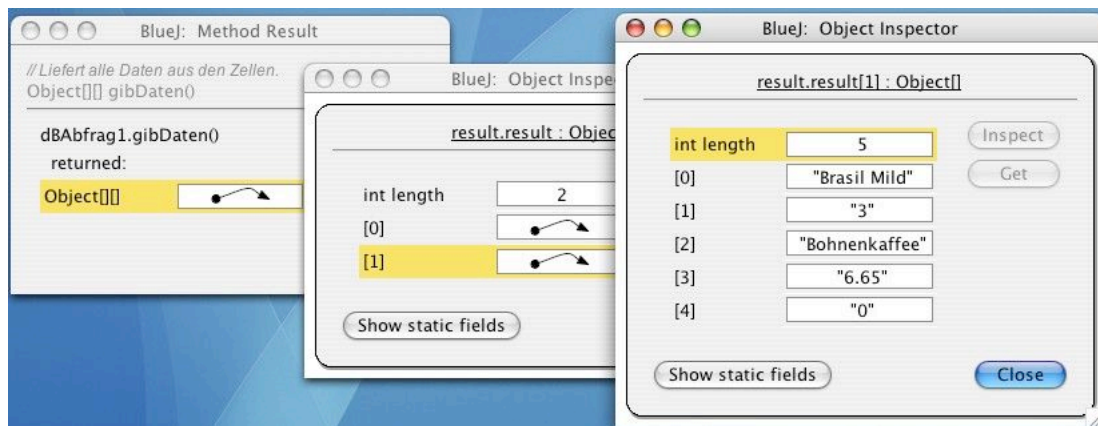 BlueJ: Method Result
// Liefert alle Daten aus den Zellen.
Object[][] gibDaten()
dBAbfrag1.gibDaten()
returned:
Object[][]
BlueJ: Object Inspe
result.result : Objec
int length 2
[0]
[1]
Show static fields
BlueJ: Object Inspector
result.result[1] : Object[]
int length 5
[0] "Brasil Mild"
[1] "3"
[2] "Bohnenkaffee"
[3] "6.65"
[4] "0"
Inspect
Get
Show static fields
Close